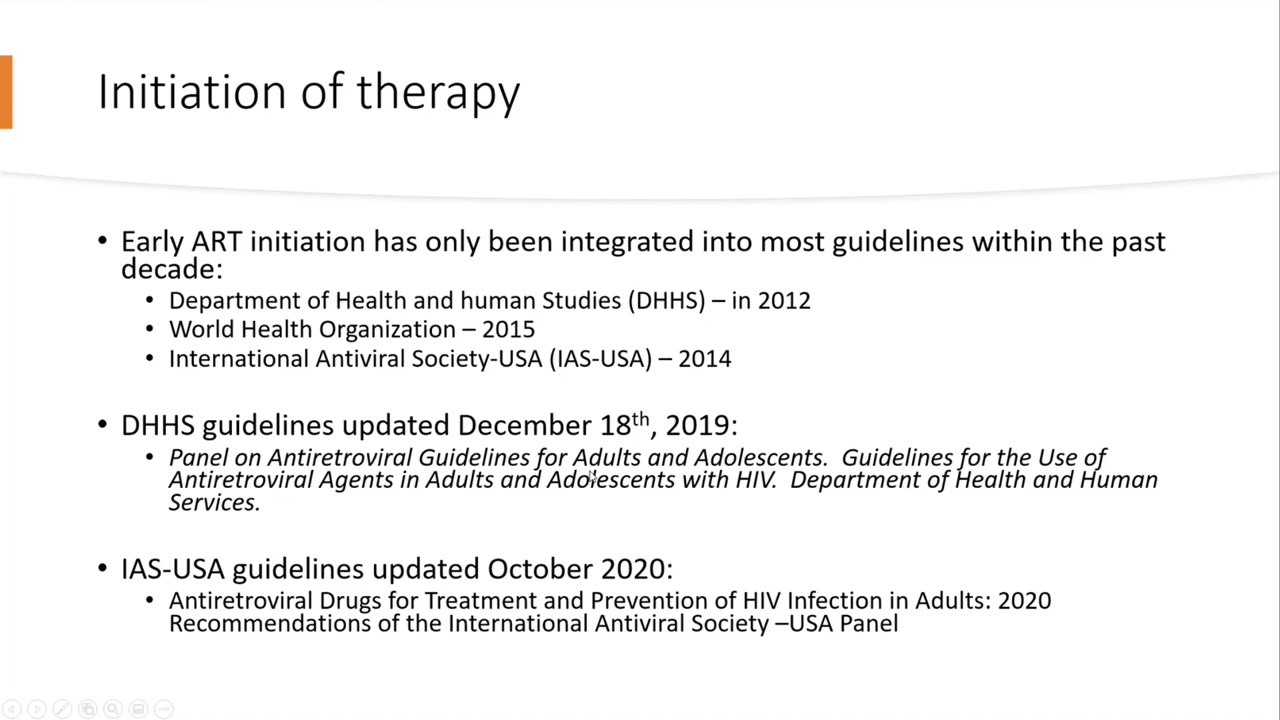 Initiation of therapy
• Early ART initiation has only been integrated into most guidelines within the past
decade:
• Department of Health and human Studies (DHHS) – in 2012
• World Health Organization – 2015
• International Antiviral Society-USA (IAS-USA) – 2014
• DHHS guidelines updated December 18th, 2019:
• Panel on Antiretroviral Guidelines for Adults and Adolescents.  Guidelines for the Use of
Antiretroviral Agents in Adults and Adolescents with HIV.  Department of Health and Human
Services.
• IAS-USA guidelines updated October 2020:
• Antiretroviral Drugs for Treatment and Prevention of HIV Infection in Adults: 2020
Recommendations of the International Antiviral Society –USA Panel